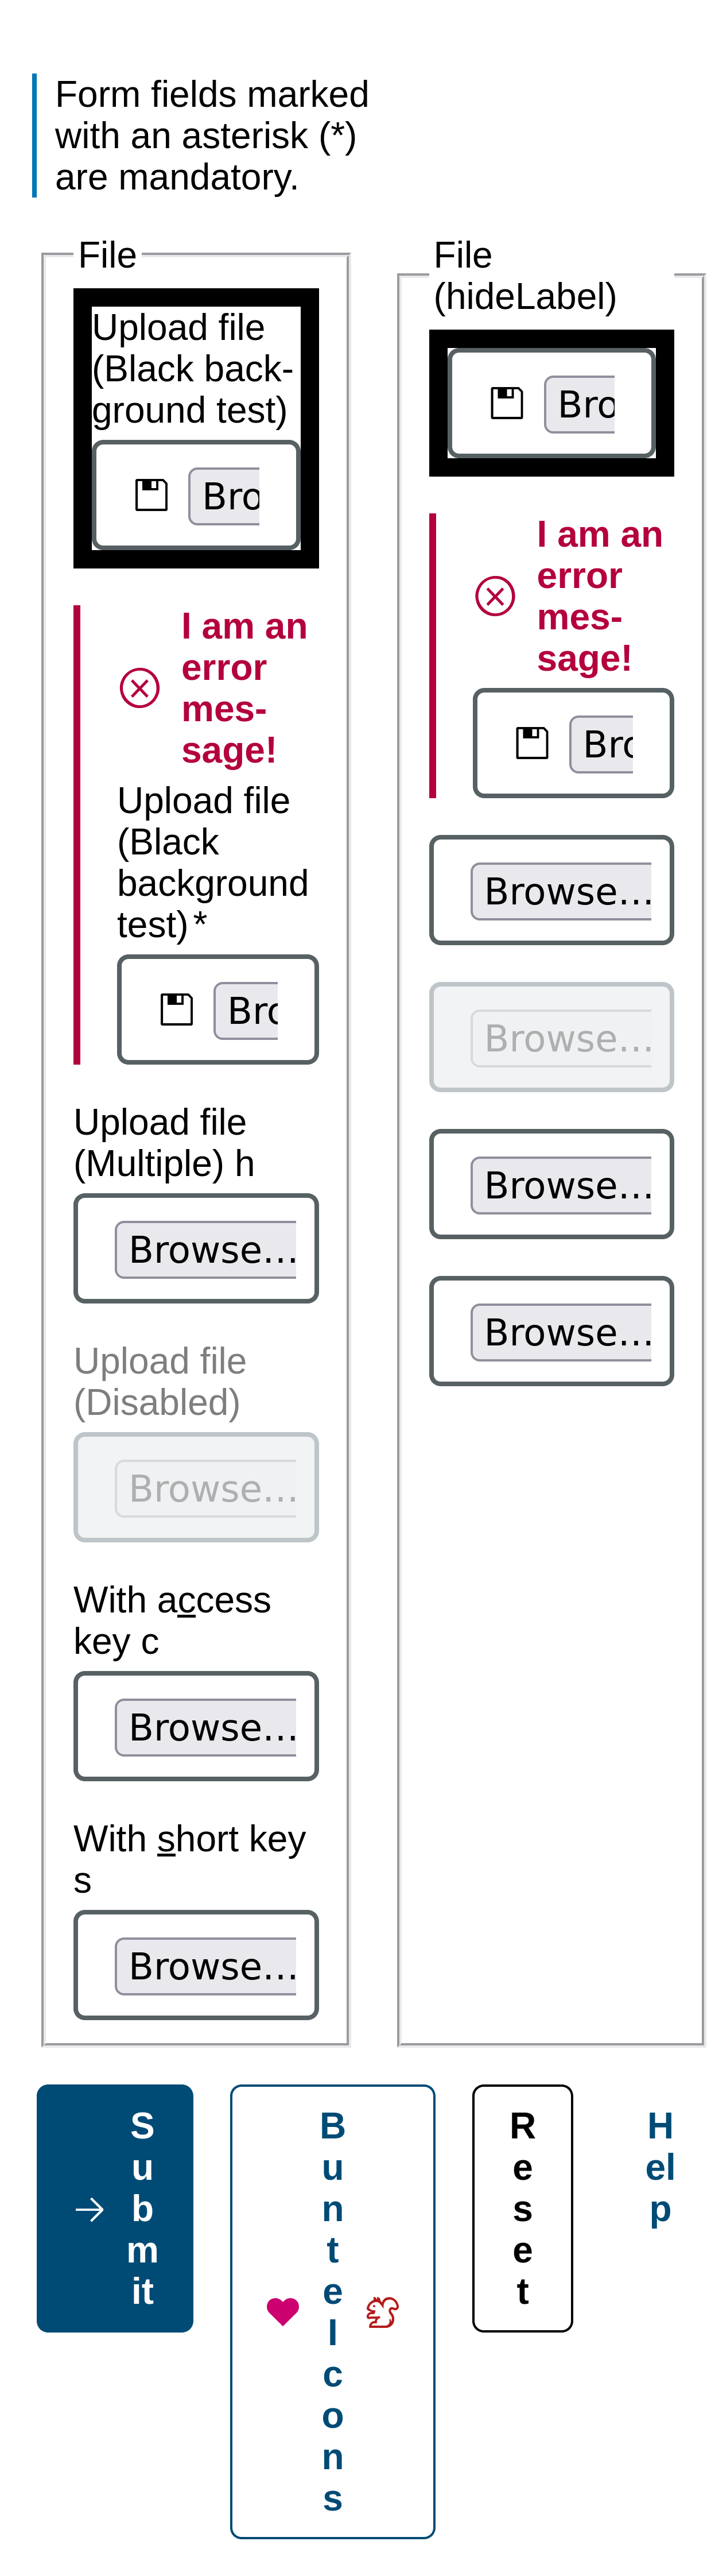 Form fields marked
with an asterisk (*)
are mandatory.
File
Upload file
(Black back-
ground test)
Bro
I am an
error
mes-
sage!
Upload file
(Black
background
test) *
Bro
Upload file
(Multiple) h
Browse...
Upload file
(Disabled)
Browse...
With access
key c
Browse...
With short key
s
Browse...
File
(hideLabel)
Bro
I am an
error
mes-
sage!
Bro
Browse...
Browse...
Browse...
Browse...
S
u
b
m
it
B
u
n
t
e
I
c
o
n
s
R
e
s
e
t
H
el
p